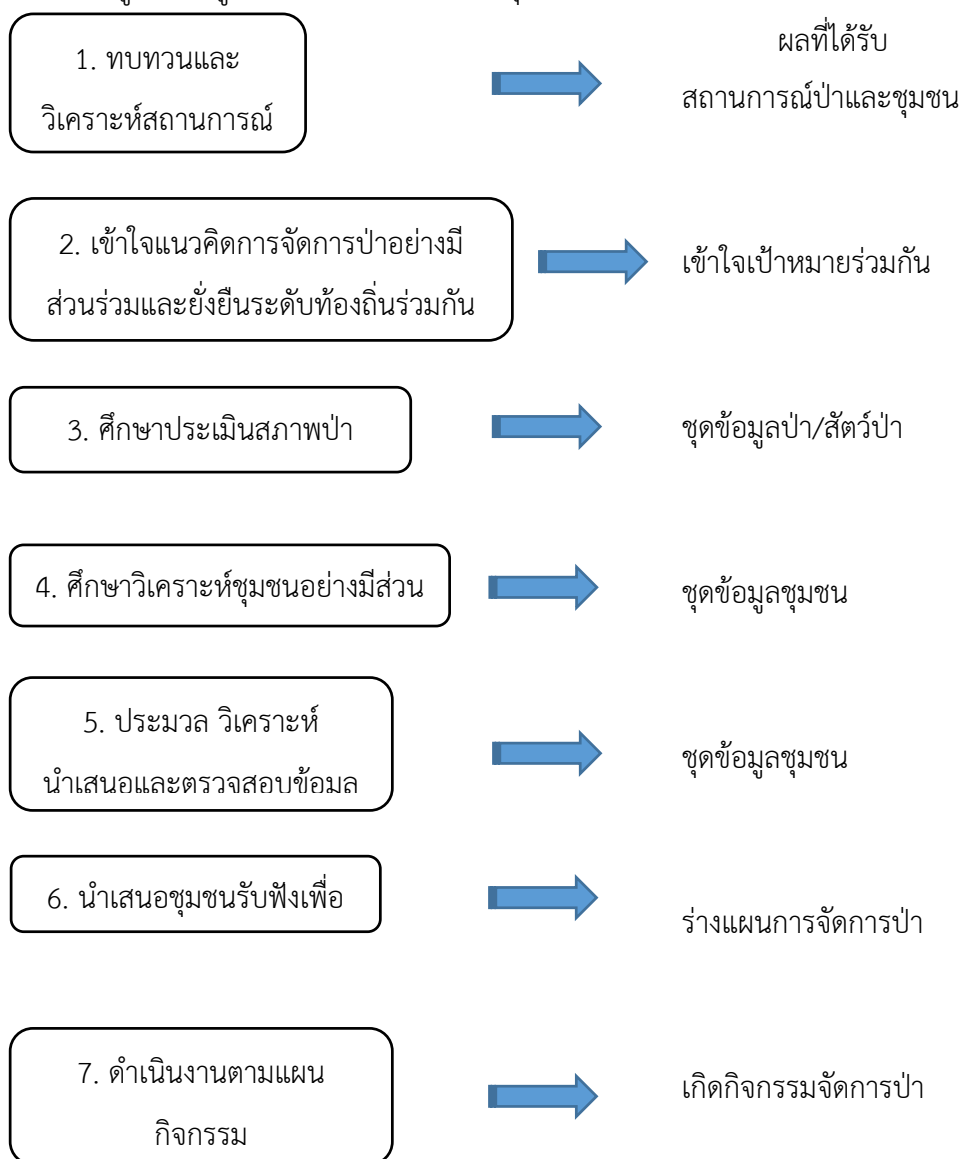 ผลที่ได้รับ
1. ทบทวนและ
วิเคราะห์สถานการณ์
สถานการณ์ป่าและชุมชน
2. เข้าใจแนวคิดการจัดการป่าอย่างมี
ส่วนร่วมและยั่งยืนระดับท้องถิ่นร่วมกัน
เข้าใจเป้าหมายร่วมกัน
3. ศึกษาประเมินสภาพป่า
ชุดข้อมูลป่า/สัตว์ป่า
4. ศึกษาวิเคราะห์ชุมชนอย่างมีส่วน
ชุดข้อมูลชุมชน
5. ประมวล วิเคราะห์
นำเสนอและตรวจสอบข้อมูล
ชุดข้อมูลชุมชน
6. นำเสนอชุมชนรับฟังเพื่อ
ร่างแผนการจัดการป่า
7. ดำเนินงานตามแผน
กิจกรรม
เกิดกิจกรรมจัดการป่า